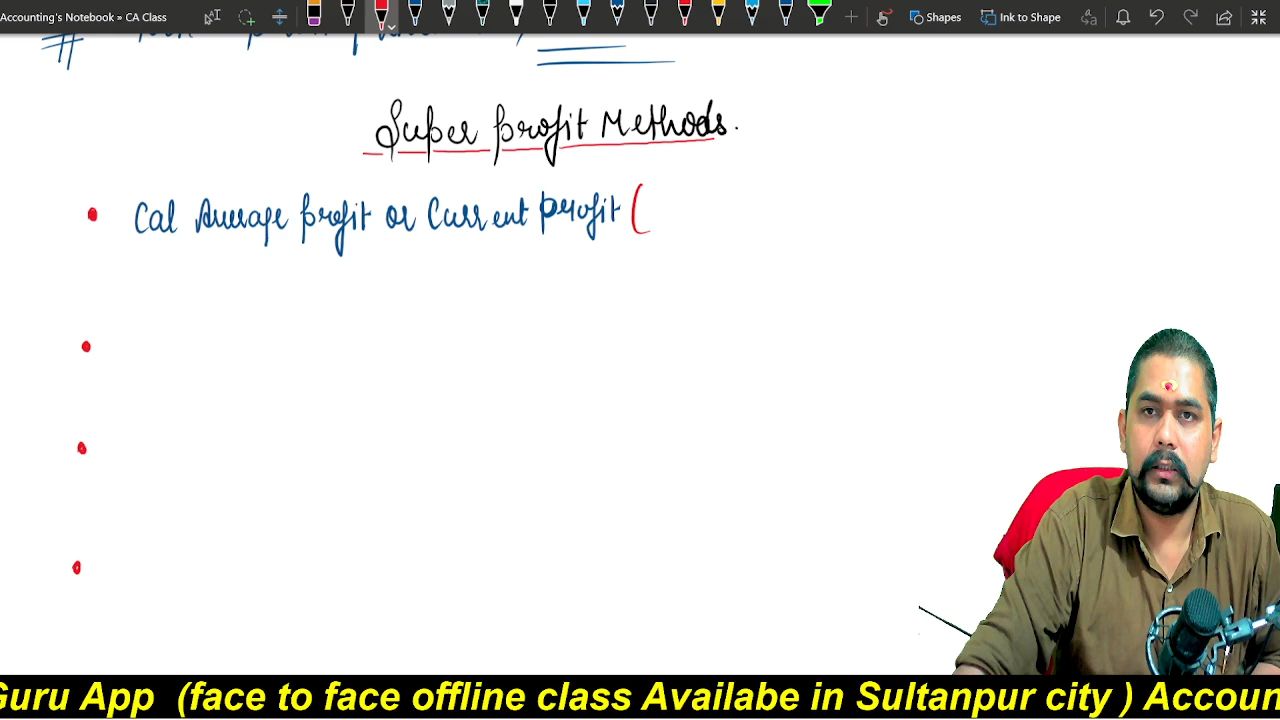 Accounting's Notebook » CA Class
Shapes
Ink to Shape
#
Super profit Methods.
• Cal Average profit or Current profit (
Guru App (face to face offline class Availabe in Sultanpur city ) Accoun